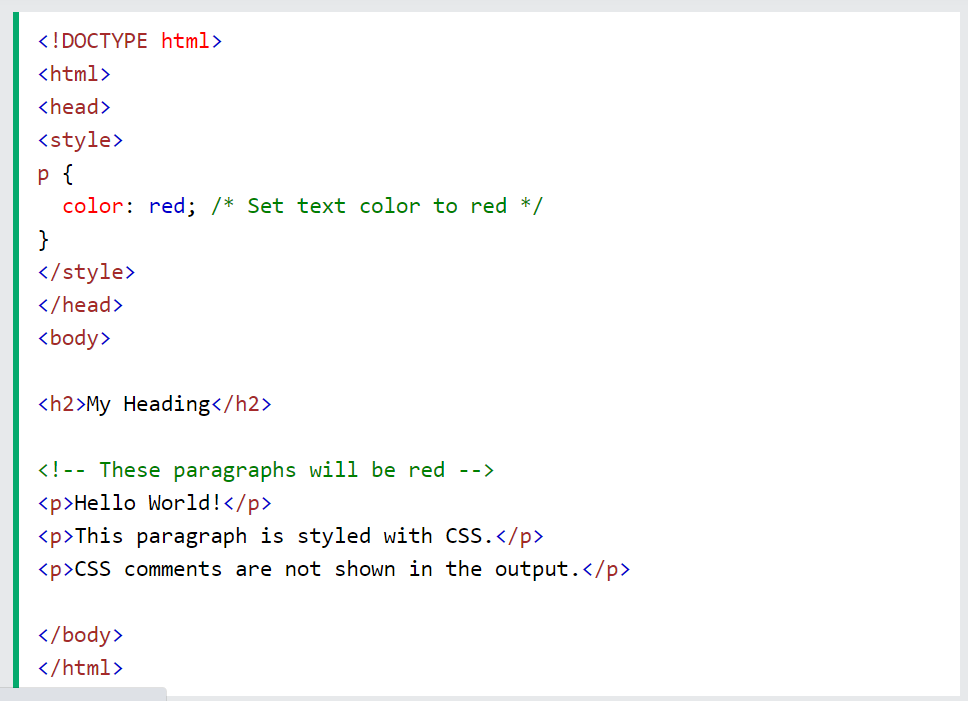 <!DOCTYPE html>
<html>
<head>
<style>
p {
  color: red; /* Set text color to red */
}
</style>
</head>
<body>

<h2>My Heading</h2>

<!-- These paragraphs will be red -->
<p>Hello World!</p>
<p>This paragraph is styled with CSS.</p>
<p>CSS comments are not shown in the output.</p>

</body>
</html>